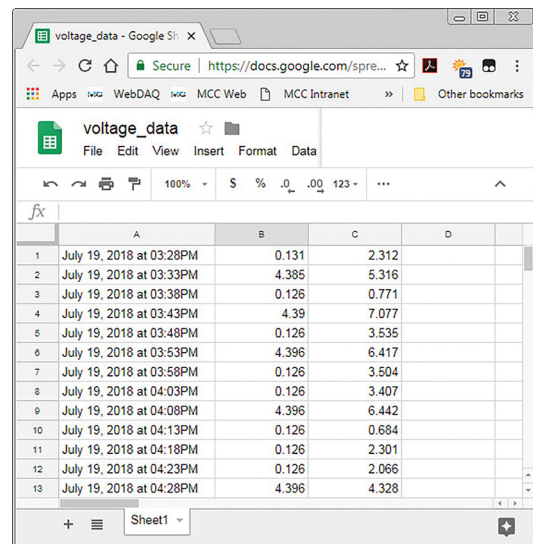 voltage_data - Google Sh
Secure | https://docs.google.com/spre...
79
Apps WebDAQ MCC Web MCC Intranet » Other bookmarks
voltage_data
File Edit View Insert Format Data
100% $ % .0 .00 123 ...
fx
A B C D
1 July 19, 2018 at 03:28PM 0.131 2.312
2 July 19, 2018 at 03:33PM 4.385 5.316
3 July 19, 2018 at 03:38PM 0.126 0.771
4 July 19, 2018 at 03:43PM 4.39 7.077
5 July 19, 2018 at 03:48PM 0.126 3.535
6 July 19, 2018 at 03:53PM 4.396 6.417
7 July 19, 2018 at 03:58PM 0.126 3.504
8 July 19, 2018 at 04:03PM 0.126 3.407
9 July 19, 2018 at 04:08PM 4.396 6.442
10 July 19, 2018 at 04:13PM 0.126 0.684
11 July 19, 2018 at 04:18PM 0.126 2.301
12 July 19, 2018 at 04:23PM 0.126 2.066
13 July 19, 2018 at 04:28PM 4.396 4.328
Sheet1